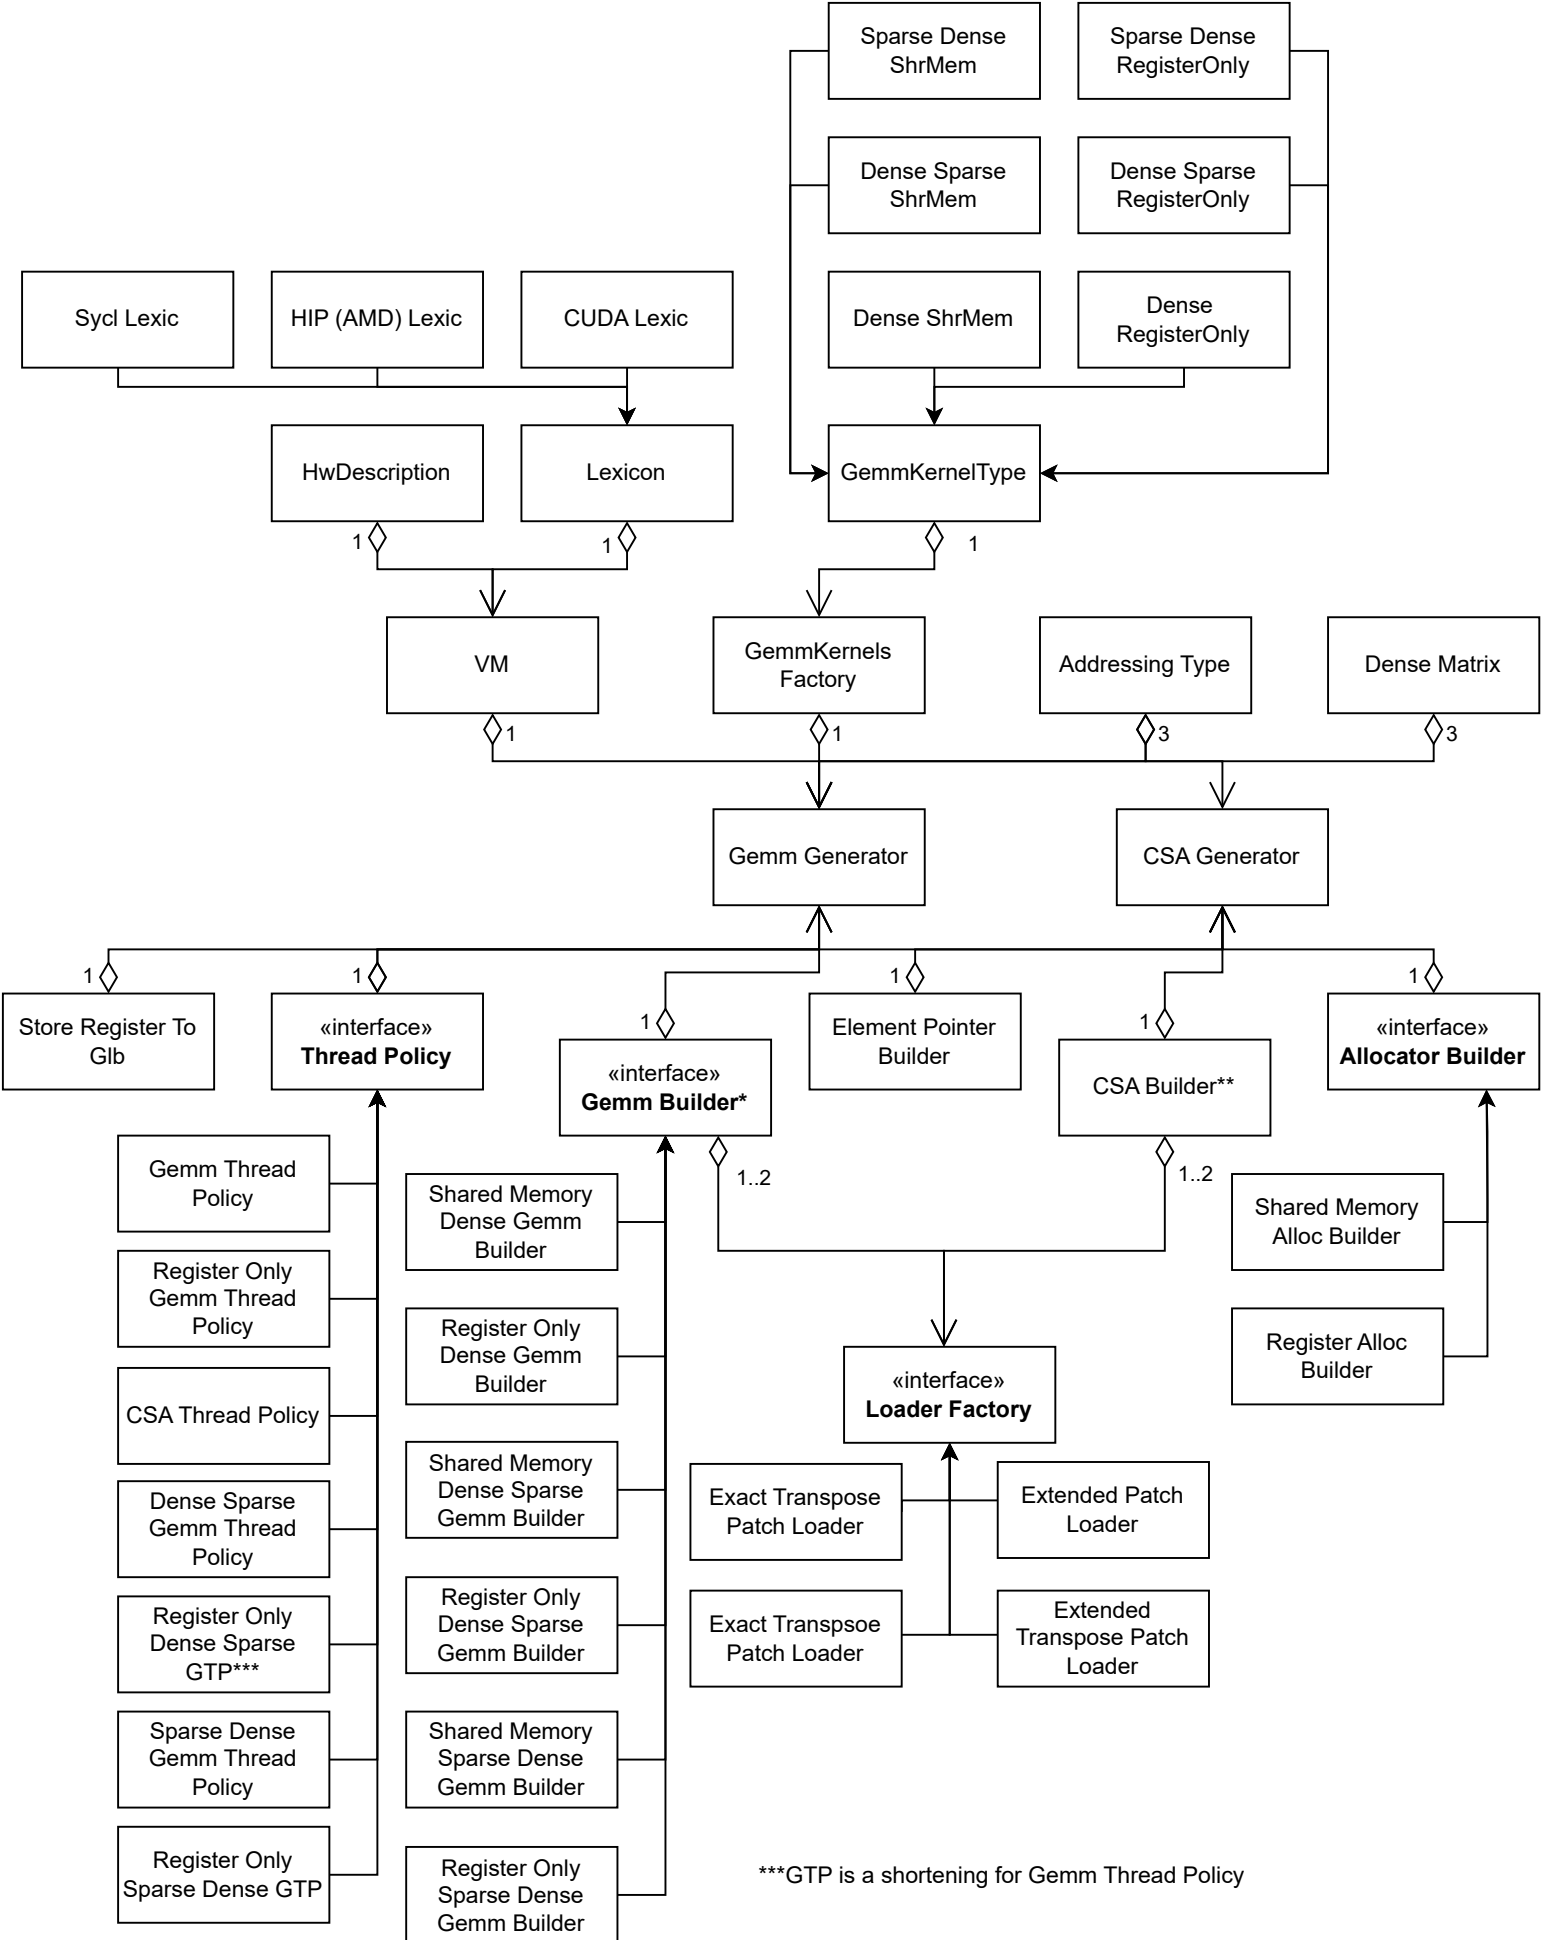 Sparse Dense
ShrMem
Sparse Dense
RegisterOnly
Dense Sparse
ShrMem
Dense Sparse
RegisterOnly
Sycl Lexic
HIP (AMD) Lexic
CUDA Lexic
Dense ShrMem
Dense
RegisterOnly
HwDescription
Lexicon
GemmKernelType
1
1
1
VM
GemmKernels
Factory
Addressing Type
Dense Matrix
1
1
3
3
Gemm Generator
CSA Generator
1
1
1
1
1
1
Store Register To
Glb
«interface»
Thread Policy
«interface»
Gemm Builder*
Element Pointer
Builder
CSA Builder**
«interface»
Allocator Builder
1..2
1..2
Gemm Thread
Policy
Register Only
Gemm Thread
Policy
CSA Thread Policy
Dense Sparse
Gemm Thread
Policy
Register Only
Dense Sparse
GTP***
Sparse Dense
Gemm Thread
Policy
Register Only
Sparse Dense GTP
Shared Memory
Dense Gemm
Builder
Register Only
Dense Gemm
Builder
Shared Memory
Dense Sparse
Gemm Builder
Register Only
Dense Sparse
Gemm Builder
Shared Memory
Sparse Dense
Gemm Builder
Register Only
Sparse Dense
Gemm Builder
Shared Memory
Alloc Builder
Register Alloc
Builder
«interface»
Loader Factory
Exact Transpose
Patch Loader
Extended Patch
Loader
Exact Transpsoe
Patch Loader
Extended
Transpose Patch
Loader
***GTP is a shortening for Gemm Thread Policy